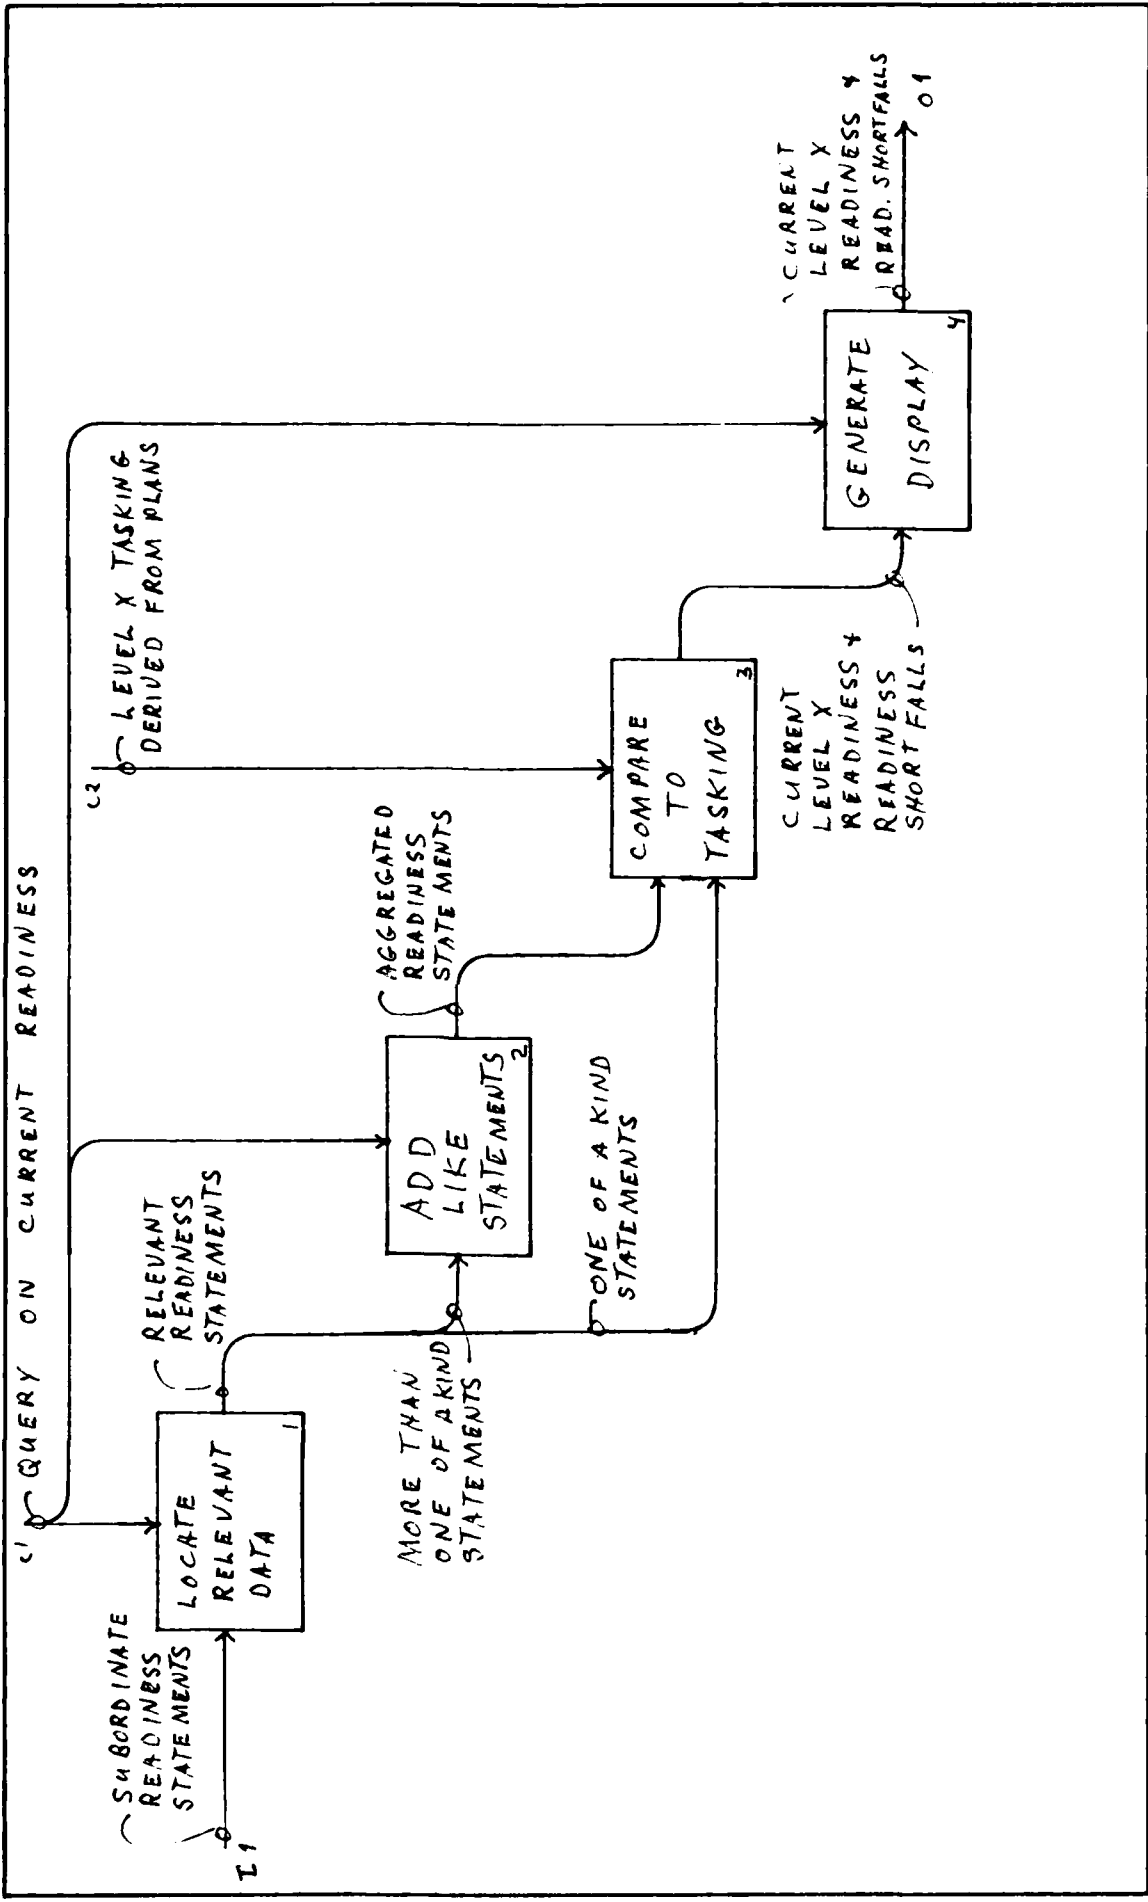 C1
QUERY ON CURRENT READINESS
C2
LEVEL X TASKING
DERIVED FROM PLANS
SUBORDINATE
READINESS
STATEMENTS
I1
LOCATE
RELEVANT
DATA
1
RELEVANT
READINESS
STATEMENTS
MORE THAN
ONE OF A KIND
STATEMENTS
ADD
LIKE
STATEMENTS
2
AGGREGATED
READINESS
STATEMENTS
ONE OF A KIND
STATEMENTS
COMPARE
TO
TASKING
3
CURRENT
LEVEL X
READINESS &
READINESS
SHORT FALLS
GENERATE
DISPLAY
4
CURRENT
LEVEL X
READINESS &
READ. SHORTFALLS
O1